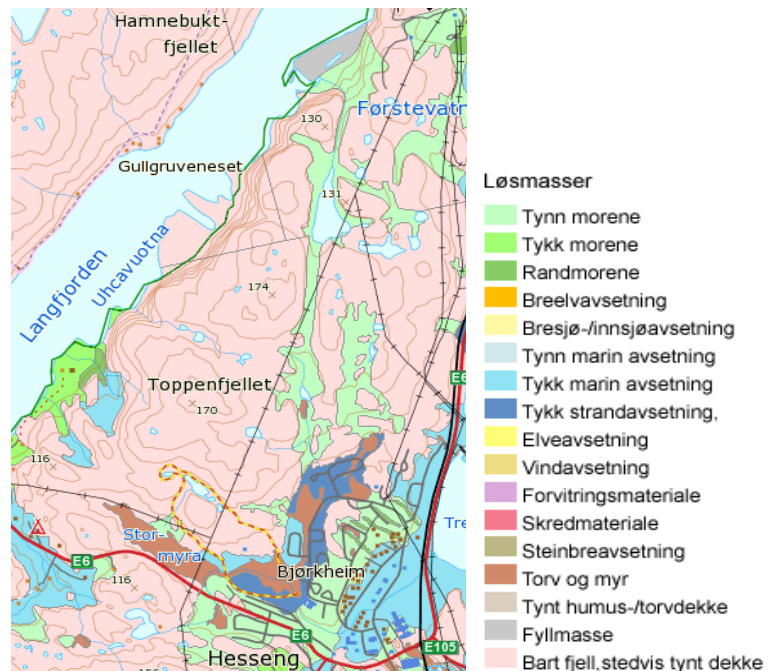 Hamnebukt-
fjellet
Førstevatn
130
Gullgruveneset
131
Langfjorden
Uhcavuotna
174
Toppenfjellet
170
E6
116
Stor-
myra
Tre
E6
Bjørkheim
116
E6
E105
Hesseng
Løsmasser
Tynn morene
Tykk morene
Randmorene
Breelvavsetning
Bresjø-/innsjøavsetning
Tynn marin avsetning
Tykk marin avsetning
Tykk strandavsetning,
Elveavsetning
Vindavsetning
Forvitringsmateriale
Skredmateriale
Steinbreavsetning
Torv og myr
Tynt humus-/torvdekke
Fyllmasse
Bart fjell,stedvis tynt dekke